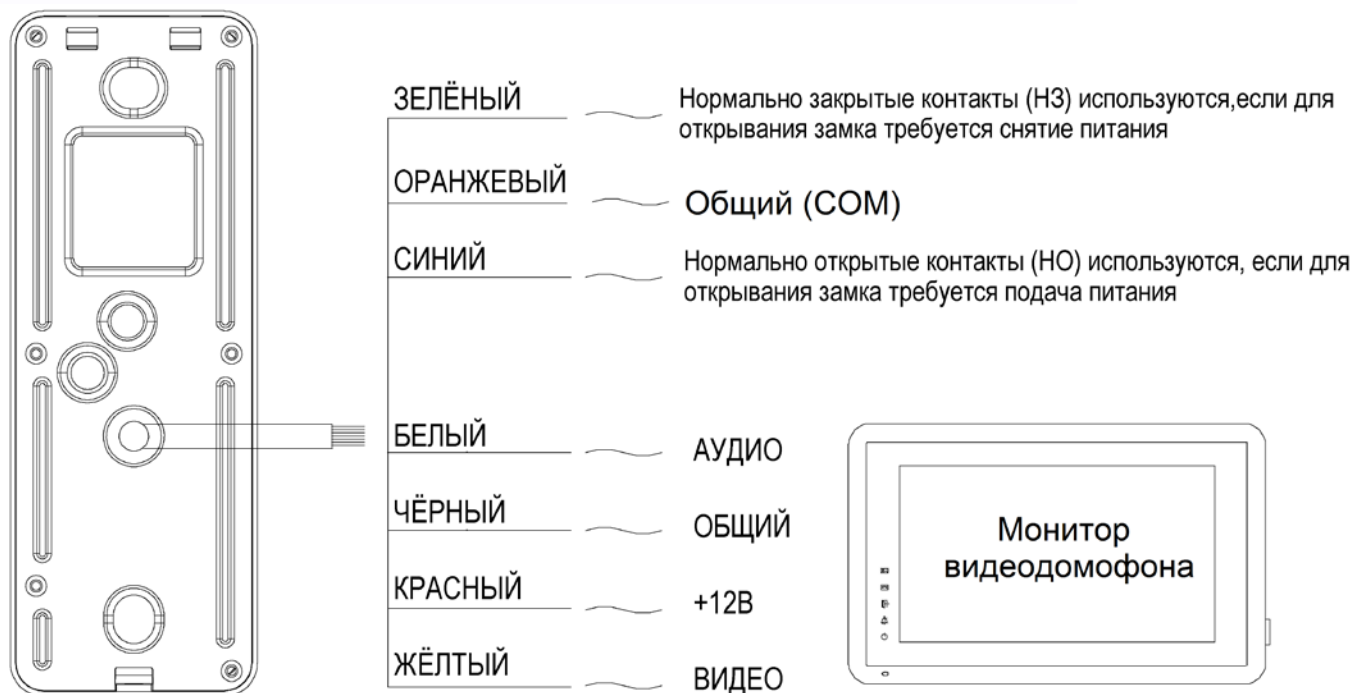 ЗЕЛЁНЫЙ
Нормально закрытые контакты (НЗ) используются,если для
открывания замка требуется снятие питания
ОРАНЖЕВЫЙ
Общий (COM)
СИНИЙ
Нормально открытые контакты (НО) используются, если для
открывания замка требуется подача питания
БЕЛЫЙ
АУДИО
ЧЁРНЫЙ
ОБЩИЙ
КРАСНЫЙ
+12В
ЖЁЛТЫЙ
ВИДЕО
Монитор
видеодомофона